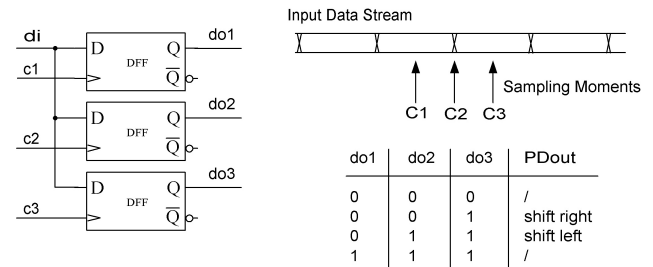 di
D Q do1
c1
DFF
Q
D Q do2
c2
DFF
Q
D Q do3
c3
DFF
Q
Input Data Stream
Sampling Moments
C1 C2 C3
do1 do2 do3 PDout
0 0 0 /
0 0 1 shift right
0 1 1 shift left
1 1 1 /